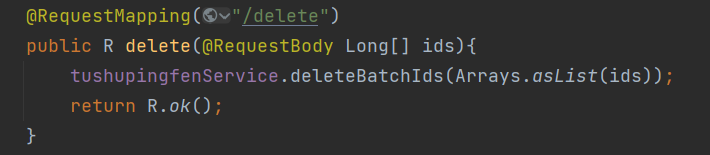 @RequestMapping("/delete")
public R delete(@RequestBody Long[] ids){
    tushupingfenService.deleteBatchIds(Arrays.asList(ids));
    return R.ok();
}